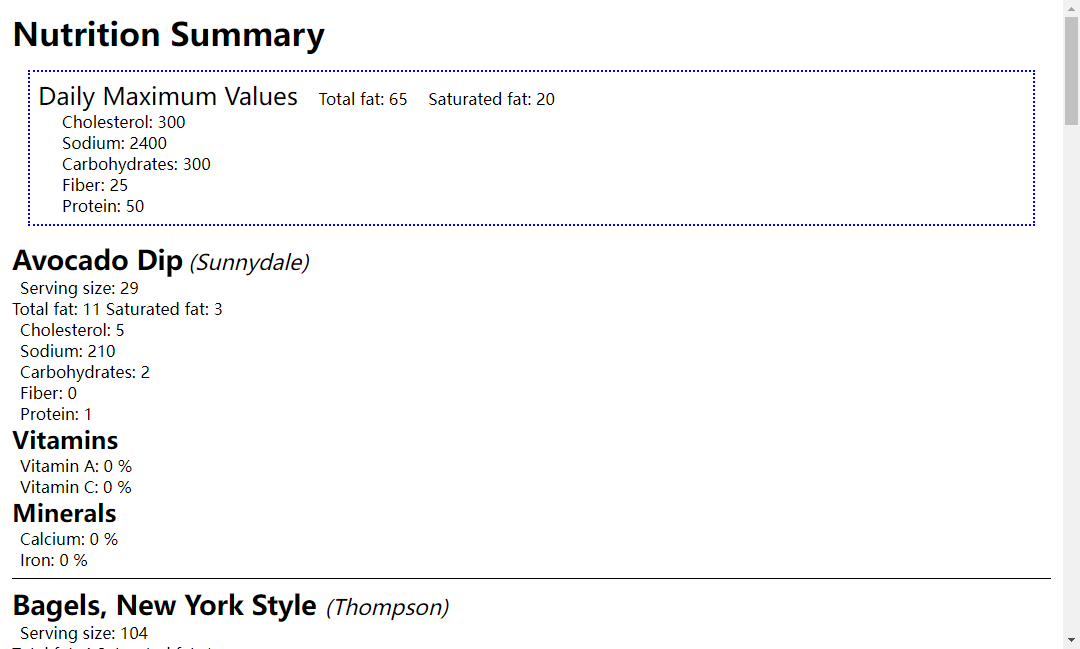 Nutrition Summary
Daily Maximum Values Total fat: 65 Saturated fat: 20
Cholesterol: 300
Sodium: 2400
Carbohydrates: 300
Fiber: 25
Protein: 50
Avocado Dip (Sunnydale)
Serving size: 29
Total fat: 11 Saturated fat: 3
Cholesterol: 5
Sodium: 210
Carbohydrates: 2
Fiber: 0
Protein: 1
Vitamins
Vitamin A: 0 %
Vitamin C: 0 %
Minerals
Calcium: 0 %
Iron: 0 %
Bagels, New York Style (Thompson)
Serving size: 104